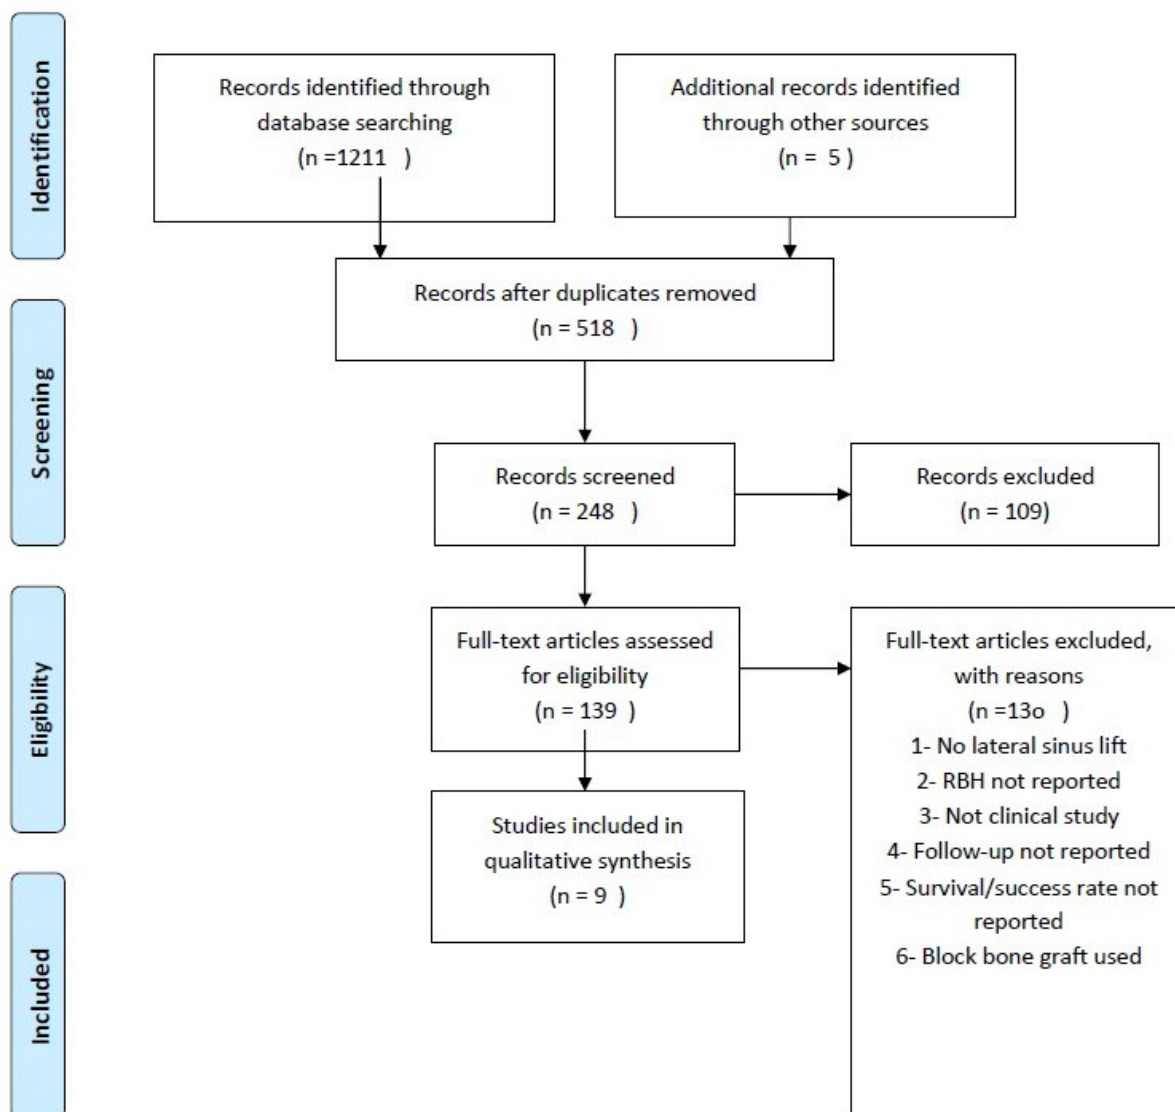 Identification
Records identified through
database searching
(n =1211   )
Additional records identified
through other sources
(n =  5 )
Records after duplicates removed
(n = 518   )
Screening
Records screened
(n = 248   )
Records excluded
(n = 109)
Eligibility
Full-text articles assessed
for eligibility
(n = 139  )
Full-text articles excluded,
with reasons
(n =13o   )
1- No lateral sinus lift
2- RBH not reported
3- Not clinical study
4- Follow-up not reported
5- Survival/success rate not
reported
6- Block bone graft used
Studies included in
qualitative synthesis
(n = 9  )
Included